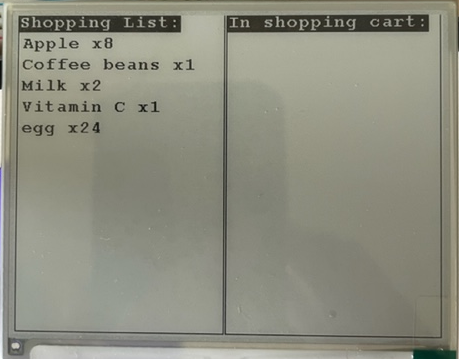 Shopping List:
In shopping cart:
Apple x8
Coffee beans x1
Milk x2
Vitamin C x1
egg x24